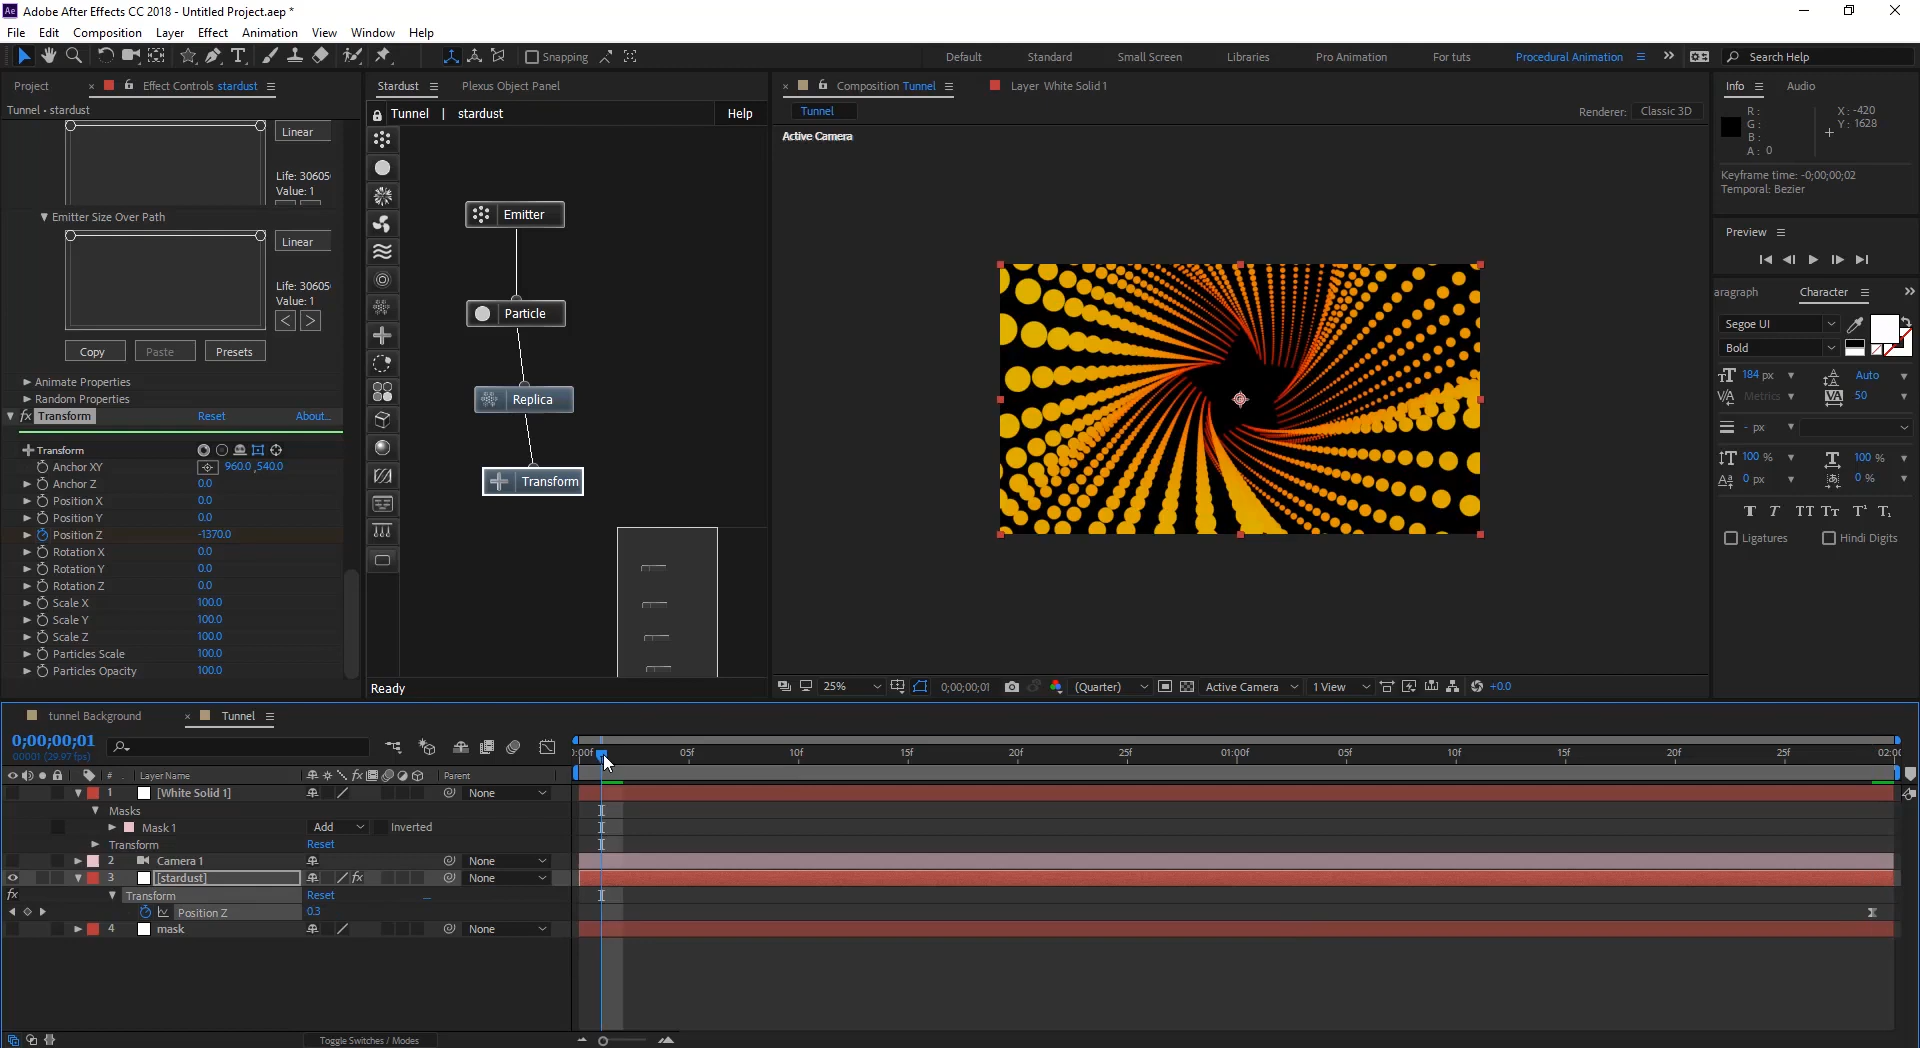 Adobe After Effects CC 2018 - Untitled Project.aep *
File Edit Composition Layer Effect Animation View Window Help
Snapping
Default Standard Small Screen Libraries Pro Animation For tuts Procedural Animation
Search Help
Project Effect Controls stardust
Tunnel • stardust
Linear
Life: 30605
Value: 1
Emitter Size Over Path
Linear
Life: 30605
Value: 1
Copy Paste Presets
Animate Properties
Random Properties
fx Transform Reset About...
Transform
Anchor XY 960.0 ,540.0
Anchor Z 0.0
Position X 0.0
Position Y 0.0
Position Z -1370.0
Rotation X 0.0
Rotation Y 0.0
Rotation Z 0.0
Scale X 100.0
Scale Y 100.0
Scale Z 100.0
Particles Scale 100.0
Particles Opacity 100.0
Stardust Plexus Object Panel
Tunnel | stardust Help
Emitter
Particle
Replica
Transform
Ready
Composition Tunnel Layer White Solid 1
Tunnel Renderer: Classic 3D
Active Camera
25% 0;00;00;01 (Quarter) Active Camera 1 View +0.0
Info Audio
R :
G :
B :
A : 0
X : -420
Y : 1628
Keyframe time: -0;00;00;02
Temporal: Bezier
Preview
aragraph Character
Segoe UI
Bold
184 px Auto
Metrics 50
- px
100 % 100 %
0 px 0 %
Ligatures Hindi Digits
tunnel Background Tunnel
0;00;00;01
00001 (29.97 fps)
:00f 05f 10f 15f 20f 25f 01:00f 05f 10f 15f 20f 25f 02:0
# Layer Name Parent
1 [White Solid 1] None
Masks
Mask 1 Add Inverted
Transform Reset
2 Camera 1 None
3 [stardust] fx None
fx Transform Reset
Position Z 0.3
4 mask None
Toggle Switches / Modes